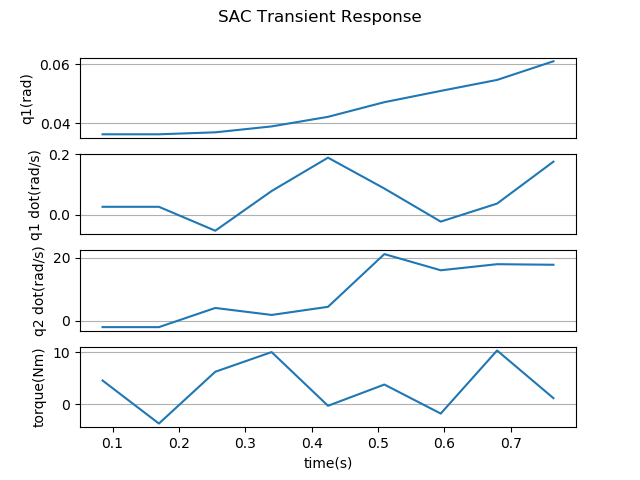 SAC Transient Response
0.06
0.04
q1(rad)
0.2
0.0
q1 dot(rad/s)
20
0
q2 dot(rad/s)
10
0
torque(Nm)
0.1 0.2 0.3 0.4 0.5 0.6 0.7
time(s)